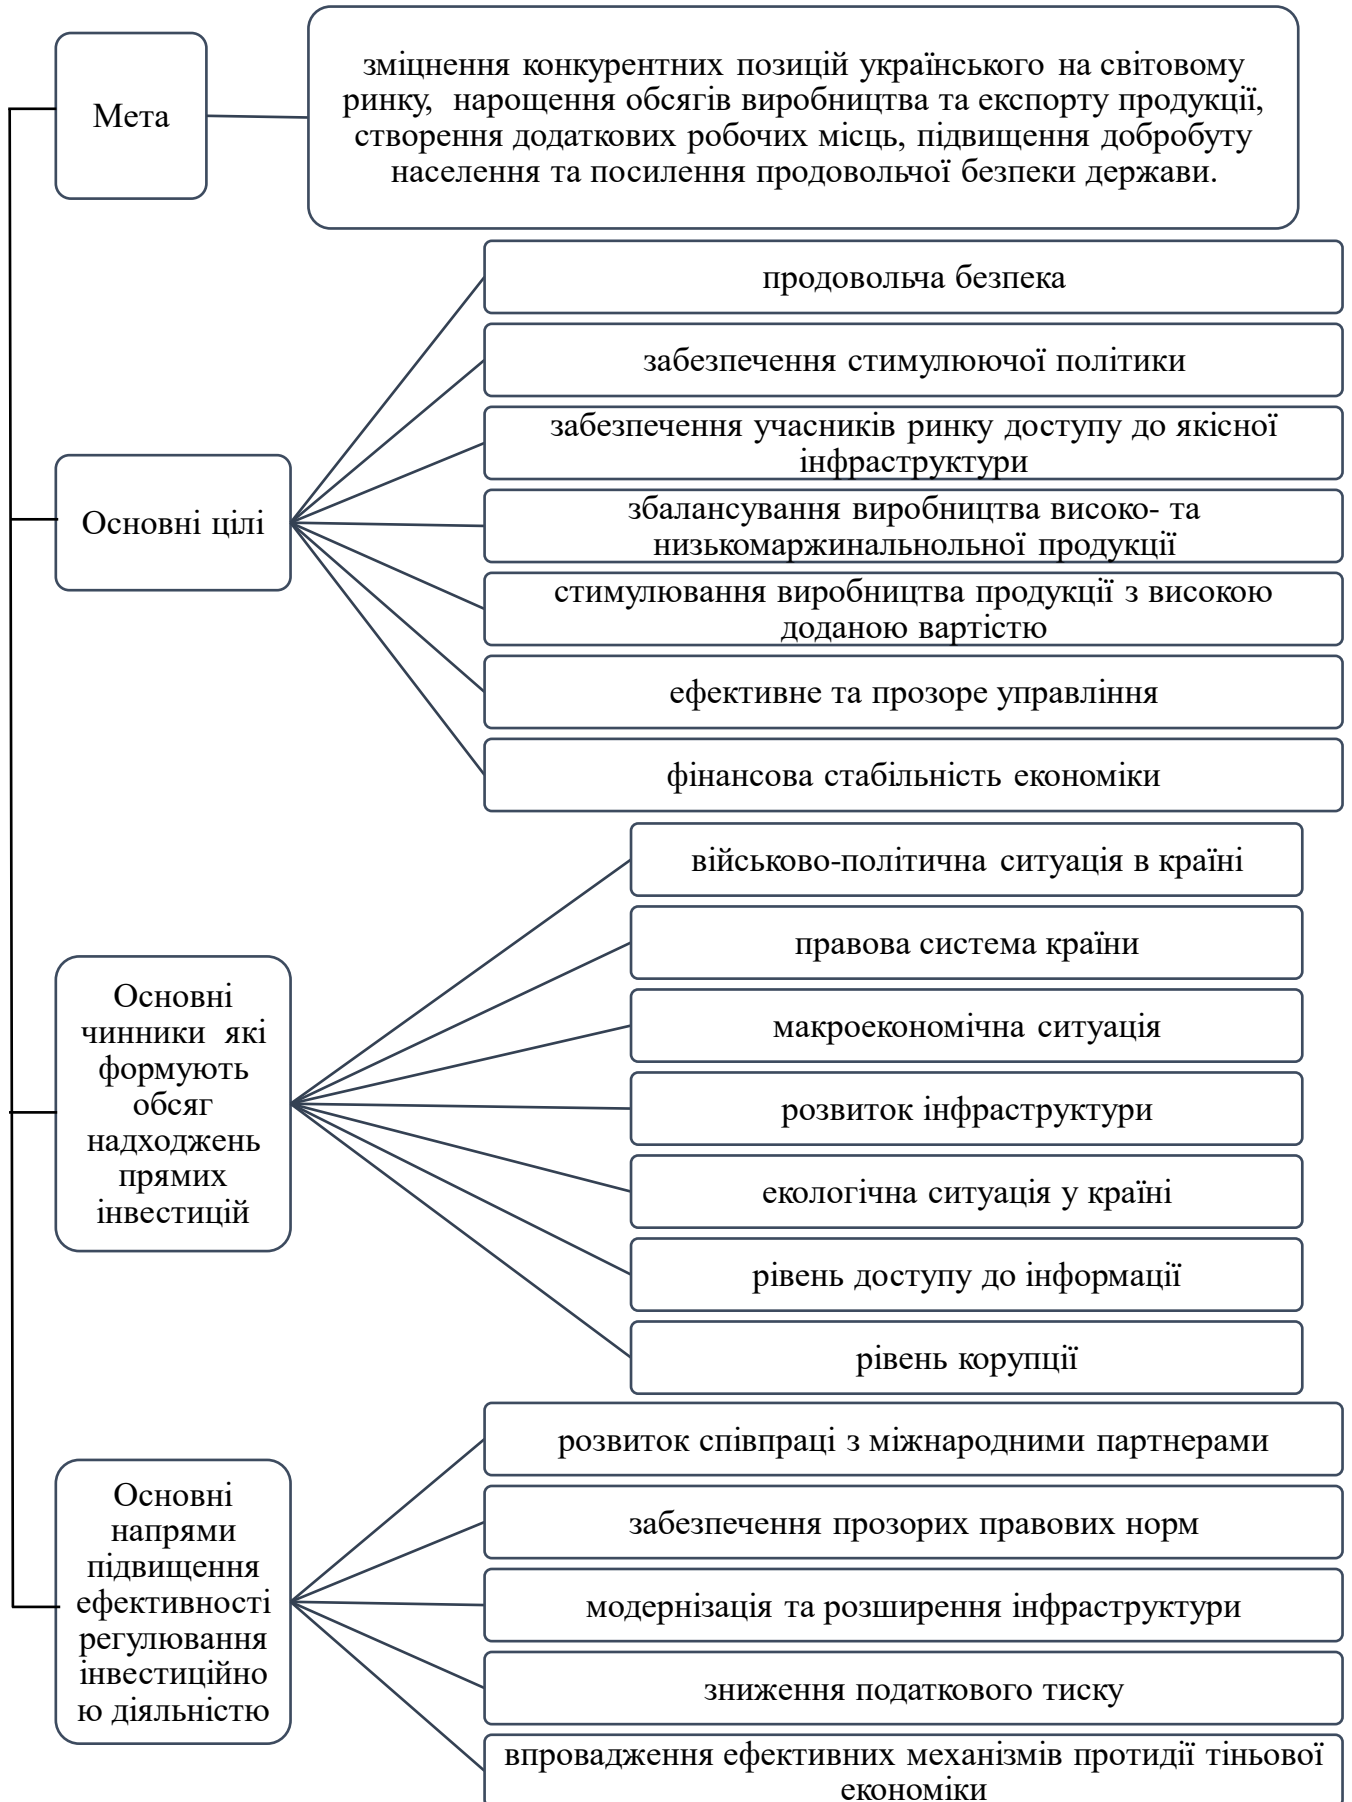 Мета
зміцнення конкурентних позицій українського на світовому
ринку,  нарощення обсягів виробництва та експорту продукції,
створення додаткових робочих місць, підвищення добробуту
населення та посилення продовольчої безпеки держави.
Основні цілі
продовольча безпека
забезпечення стимулюючої політики
забезпечення учасників ринку доступу до якісної
інфраструктури
збалансування виробництва високо- та
низькомаржинальнольної продукції
стимулювання виробництва продукції з високою
доданою вартістю
ефективне та прозоре управління
фінансова стабільність економіки
Основні
чинники  які
формують
обсяг
надходжень
прямих
інвестицій
військово-політична ситуація в країні
правова система країни
макроекономічна ситуація
розвиток інфраструктури
екологічна ситуація у країні
рівень доступу до інформації
рівень корупції
Основні
напрями
підвищення
ефективності
регулювання
інвестиційно
ю діяльністю
розвиток співпраці з міжнародними партнерами
забезпечення прозорих правових норм
модернізація та розширення інфраструктури
зниження податкового тиску
впровадження ефективних механізмів протидії тіньової
економіки